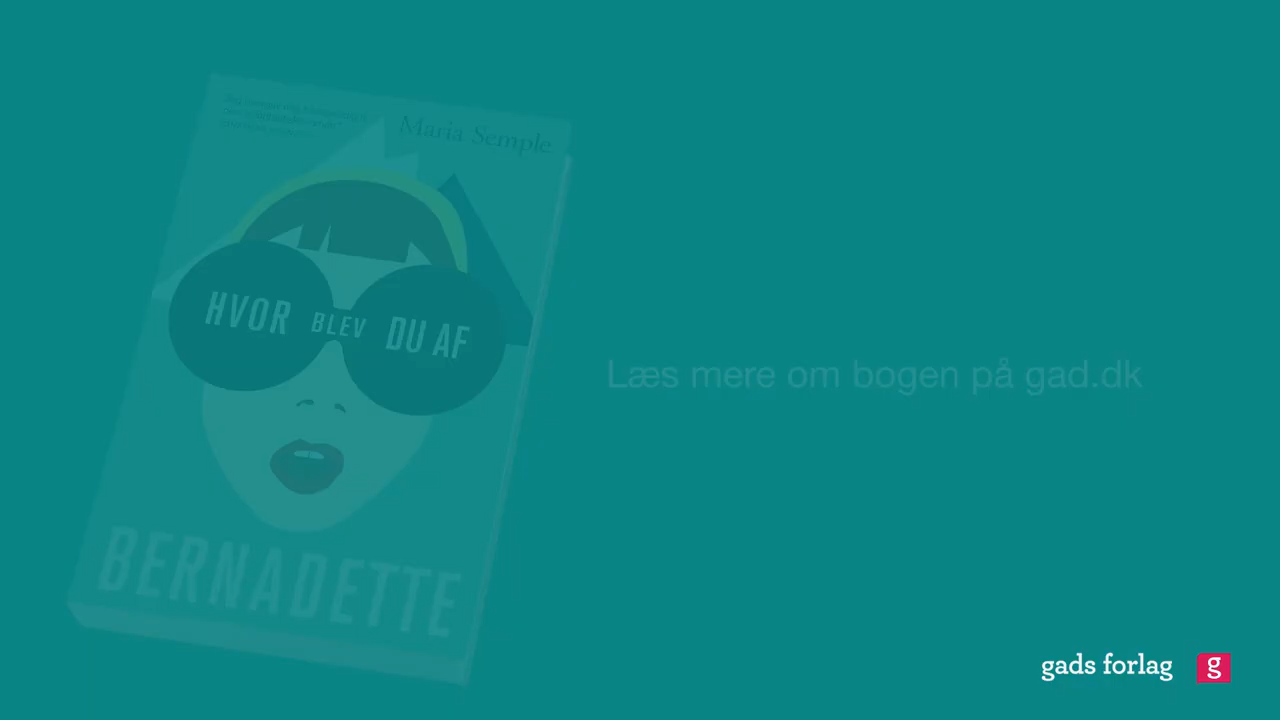 Maria Semple
HVOR BLEV DU AF
BERNADETTE
Læs mere om bogen på gad.dk
gads forlag g